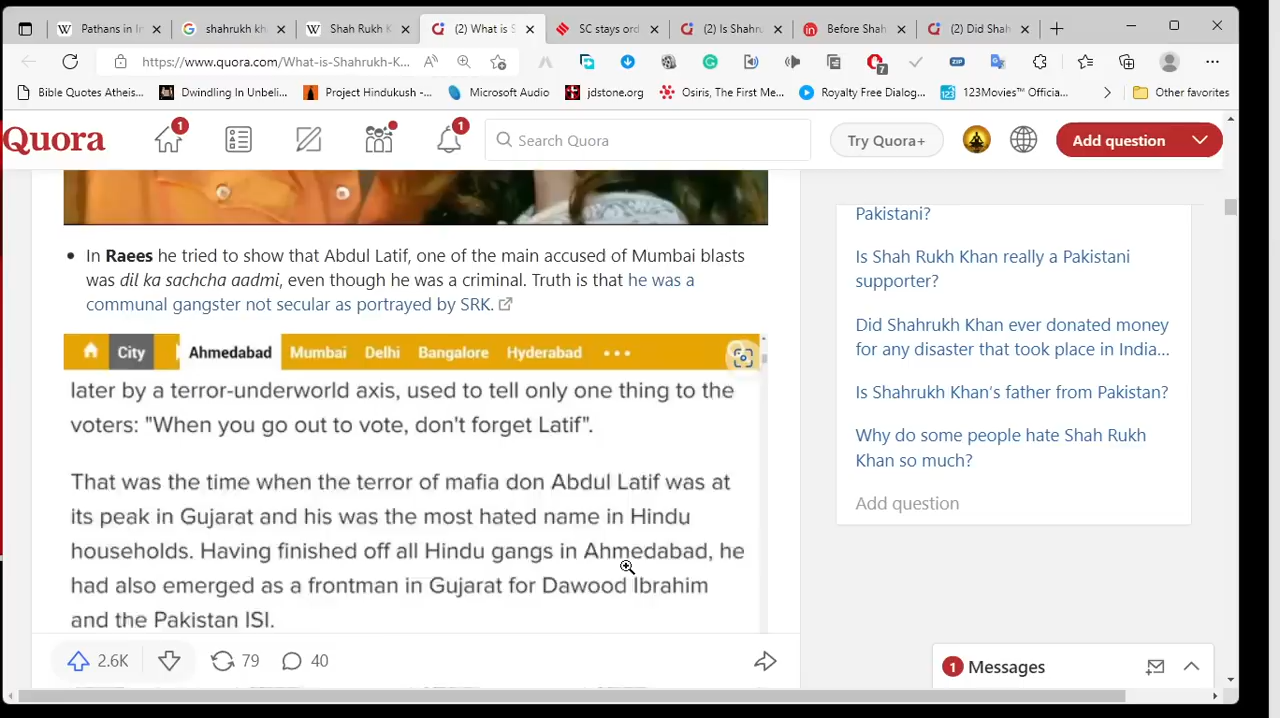 Pathans in In
shahrukh kh
Shah Rukh K
(2) What is S
SC stays ord
(2) Is Shahru
Before Shah
(2) Did Shah
https://www.quora.com/What-is-Shahrukh-K...
7
ZIP
Bible Quotes Atheis...
Dwindling In Unbeli...
Project Hindukush -...
Microsoft Audio
jdstone.org
Osiris, The First Me...
Royalty Free Dialog...
123Movies™ Officia...
Other favorites
Quora
1
1
Search Quora
Try Quora+
Add question
In Raees he tried to show that Abdul Latif, one of the main accused of Mumbai blasts
was dil ka sachcha aadmi, even though he was a criminal. Truth is that he was a
communal gangster not secular as portrayed by SRK.
City
Ahmedabad
Mumbai
Delhi
Bangalore
Hyderabad
later by a terror-underworld axis, used to tell only one thing to the
voters: "When you go out to vote, don't forget Latif".
That was the time when the terror of mafia don Abdul Latif was at
its peak in Gujarat and his was the most hated name in Hindu
households. Having finished off all Hindu gangs in Ahmedabad, he
had also emerged as a frontman in Gujarat for Dawood Ibrahim
and the Pakistan ISI.
2.6K
79
40
Pakistani?
Is Shah Rukh Khan really a Pakistani
supporter?
Did Shahrukh Khan ever donated money
for any disaster that took place in India...
Is Shahrukh Khan's father from Pakistan?
Why do some people hate Shah Rukh
Khan so much?
Add question
1 Messages